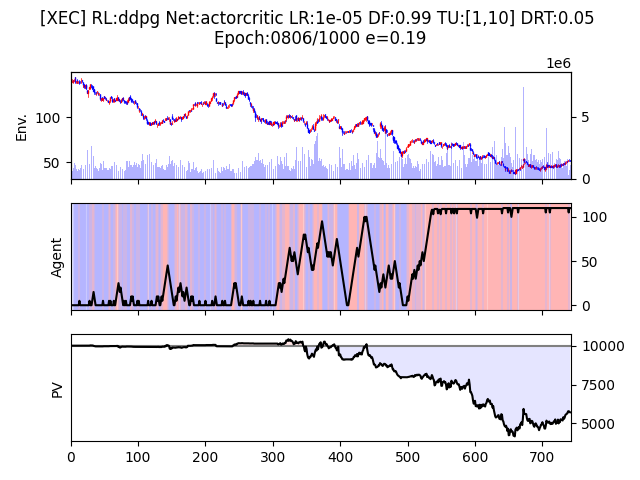 [XEC] RL:ddpg Net:actorcritic LR:1e-05 DF:0.99 TU:[1,10] DRT:0.05
Epoch:0806/1000 e=0.19
1e6
Env.
100
50
5
0
Agent
100
50
0
PV
10000
7500
5000
0 100 200 300 400 500 600 700